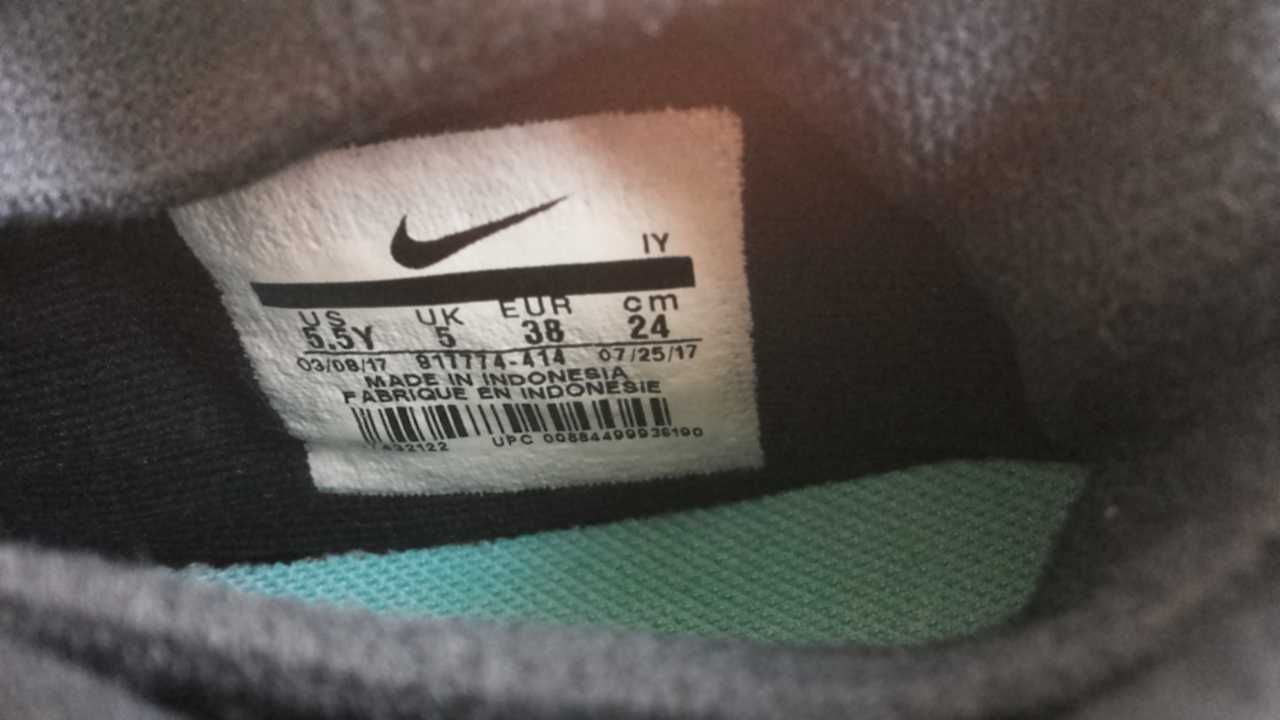 IY
US UK EUR cm
5.5Y 5 38 24
03/08/17 917774-414 07/25/17
MADE IN INDONESIA
FABRIQUE EN INDONESIE
UPC 00884499936190